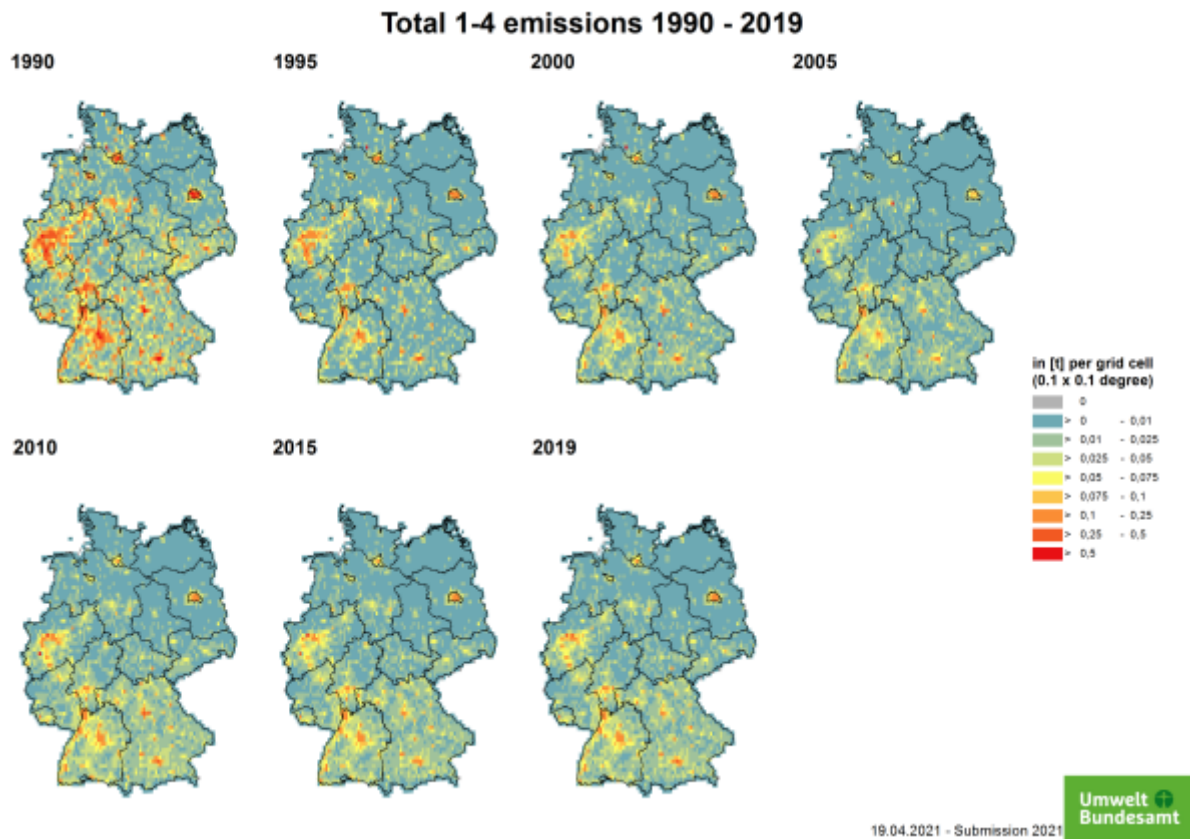 Total 1-4 emissions 1990 - 2019
1990
1995
2000
2005
in [t] per grid cell
(0.1 x 0.1 degree)
0
> 0 - 0,01
> 0,01 - 0,025
> 0,025 - 0,05
> 0,05 - 0,075
> 0,075 - 0,1
> 0,1 - 0,25
> 0,25 - 0,5
> 0,5
2010
2015
2019
Umwelt
Bundesamt
19.04.2021 - Submission 2021